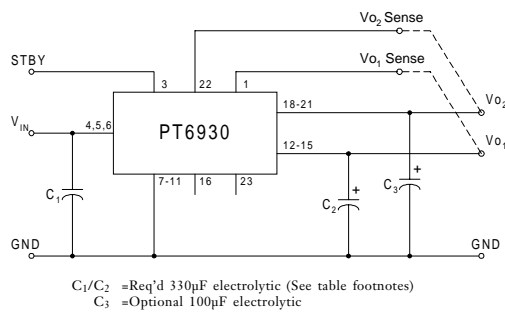 Vo2 Sense
STBY
Vo1 Sense
3
22
1
18-21
Vo2
VIN
4,5,6
PT6930
12-15
Vo1
7-11
16
23
C1
+
C2
+
C3
GND
GND
C1/C2 =Req'd 330µF electrolytic (See table footnotes)
C3 =Optional 100µF electrolytic